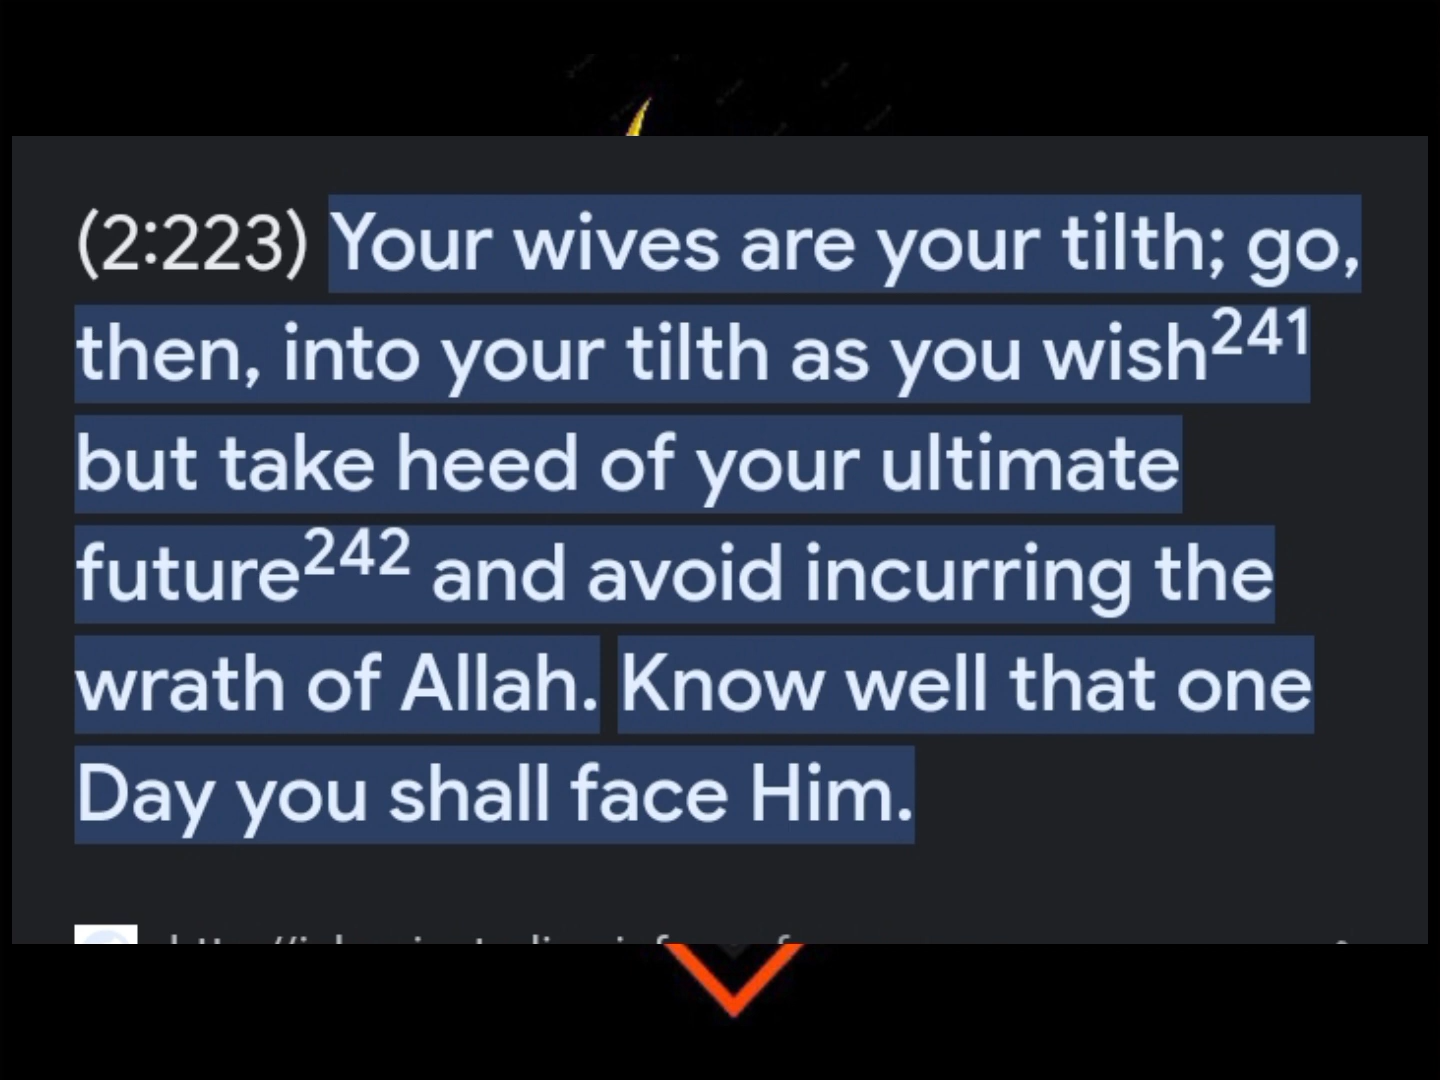 (2:223) Your wives are your tilth; go,
then, into your tilth as you wish241
but take heed of your ultimate
future242 and avoid incurring the
wrath of Allah. Know well that one
Day you shall face Him.